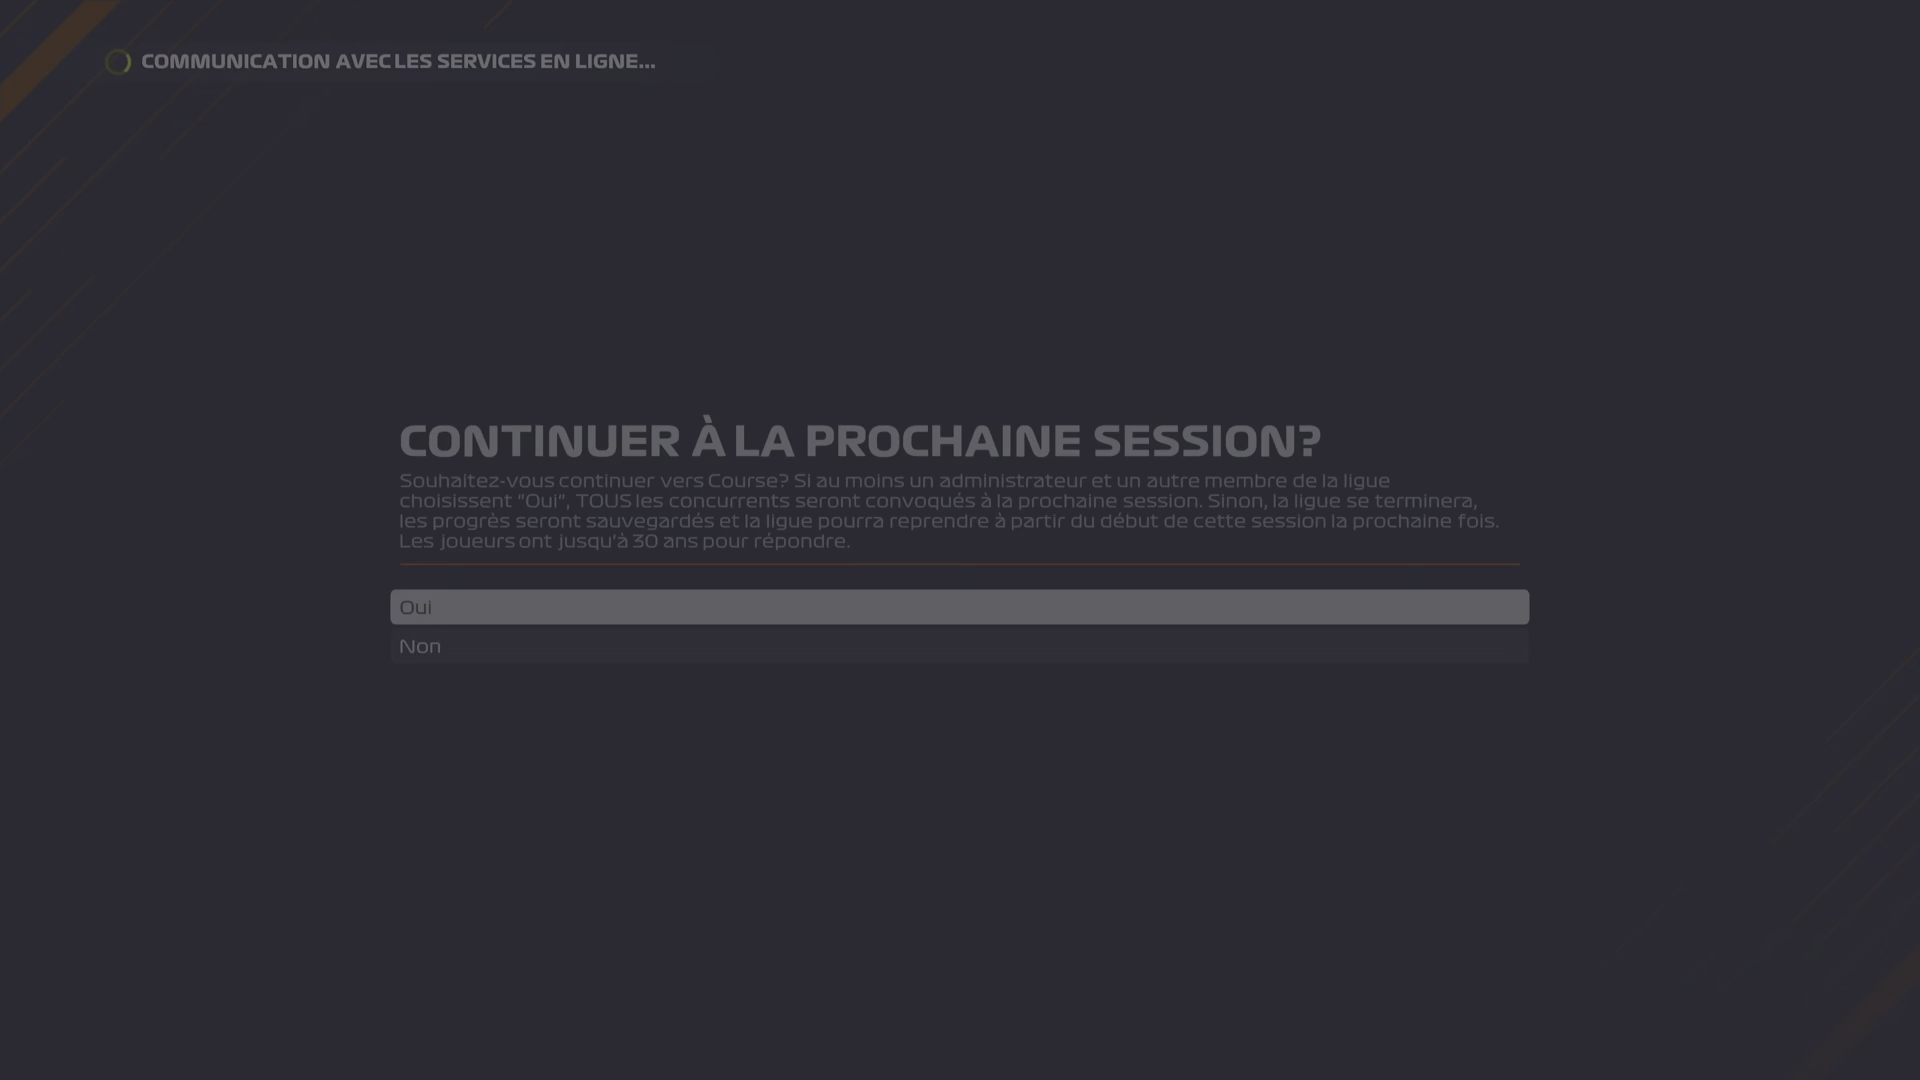 COMMUNICATION AVEC LES SERVICES EN LIGNE...
CONTINUER À LA PROCHAINE SESSION?
Souhaitez-vous continuer vers Course? Si au moins un administrateur et un autre membre de la ligue
choisissent "Oui", TOUS les concurrents seront convoqués à la prochaine session. Sinon, la ligue se terminera,
les progrès seront sauvegardés et la ligue pourra reprendre à partir du début de cette session la prochaine fois.
Les joueurs ont jusqu'à 30 ans pour répondre.
Oui
Non